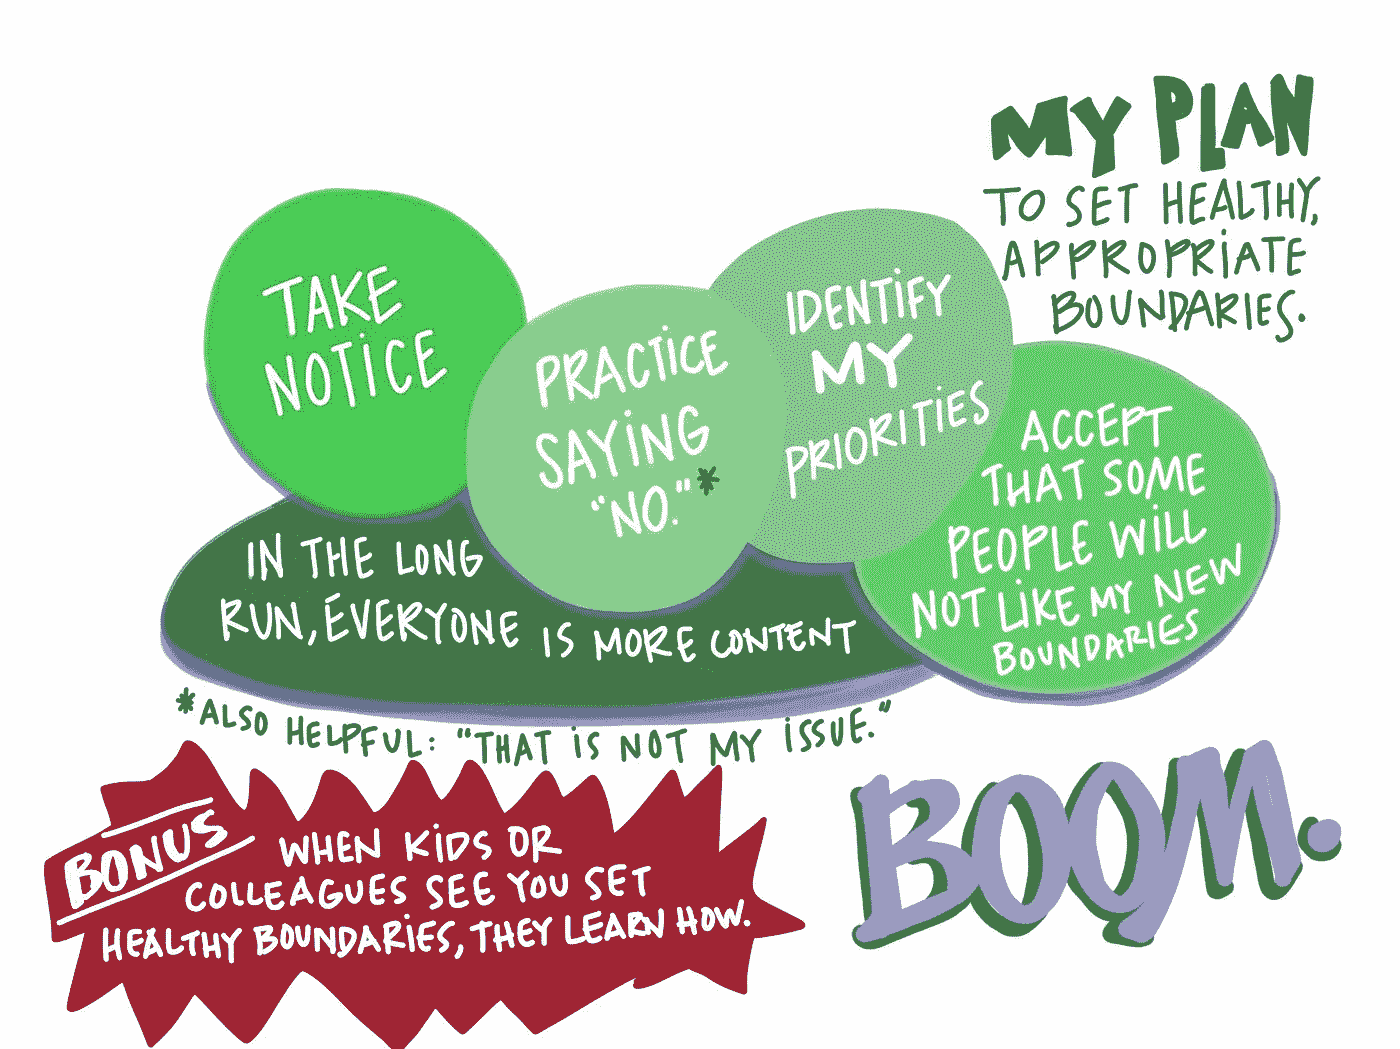 MY PLAN
TO SET HEALTHY,
APPROPRIATE
BOUNDARIES.
TAKE
NOTICE
PRACTICE
SAYING
"NO."*
IDENTIFY
MY
PRIORITIES
ACCEPT
THAT SOME
PEOPLE WILL
NOT LIKE MY NEW
BOUNDARIES
IN THE LONG
RUN, EVERYONE IS MORE CONTENT
*ALSO HELPFUL: "THAT IS NOT MY ISSUE."
BONUS
WHEN KIDS OR
COLLEAGUES SEE YOU SET
HEALTHY BOUNDARIES, THEY LEARN HOW.
BOOM.